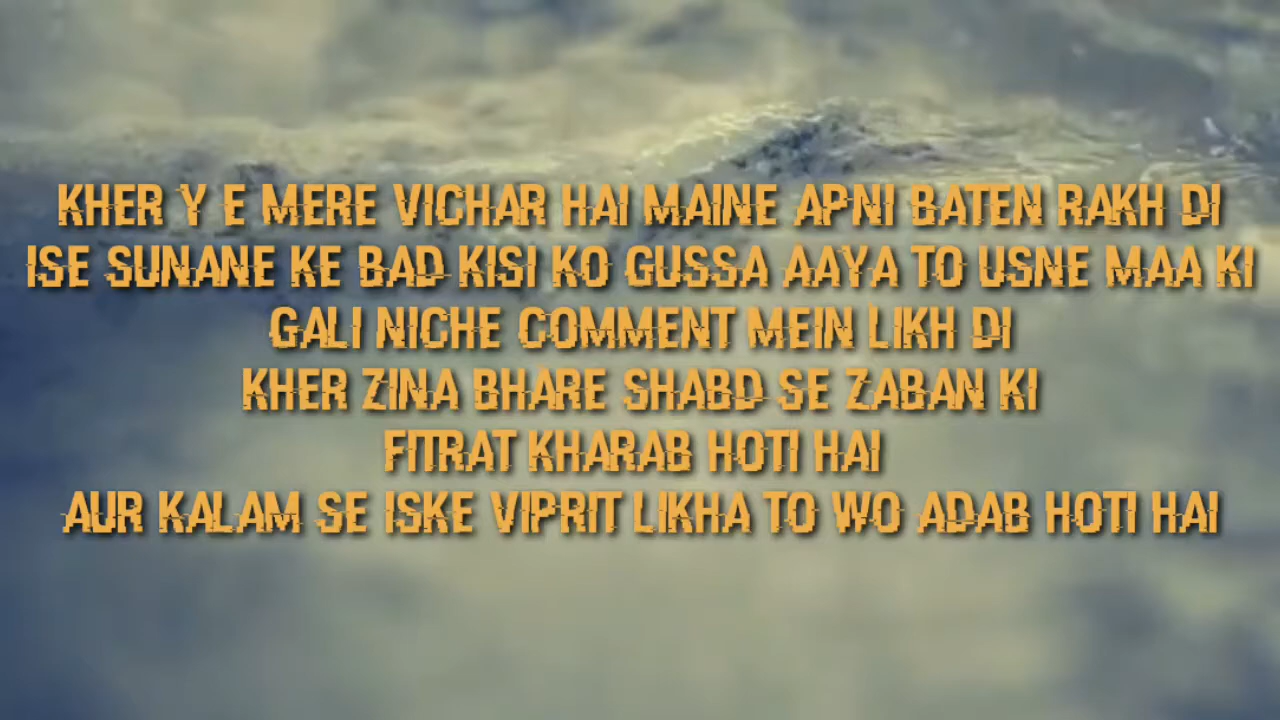 KHER Y E MERE VICHAR HAI MAINE APNI BATEN RAKH DI
ISE SUNANE KE BAD KISI KO GUSSA AAYA TO USNE MAA KI
GALI NICHE COMMENT MEIN LIKH DI
KHER ZINA BHARE SHABD SE ZABAN KI
FITRAT KHARAB HOTI HAI
AUR KALAM SE ISKE VIPRIT LIKHA TO WO ADAB HOTI HAI